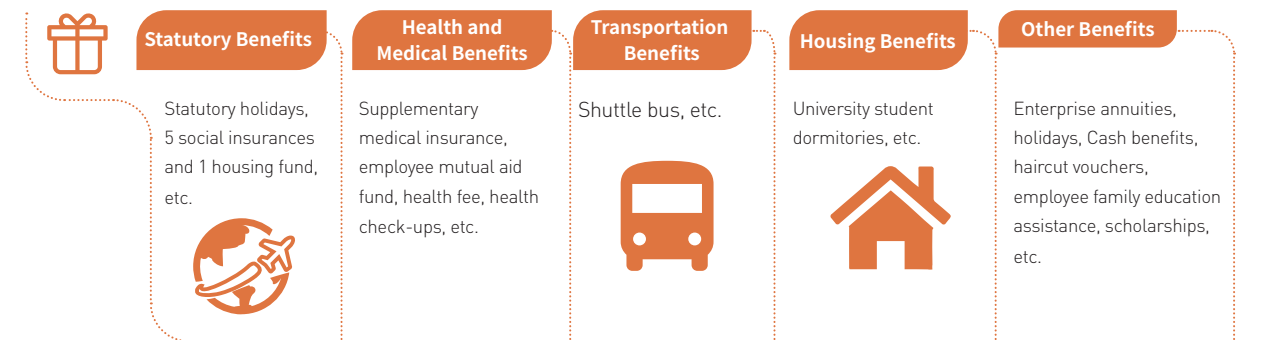 Statutory Benefits
Statutory holidays,
5 social insurances
and 1 housing fund,
etc.
Health and
Medical Benefits
Supplementary
medical insurance,
employee mutual aid
fund, health fee, health
check-ups, etc.
Transportation
Benefits
Shuttle bus, etc.
Housing Benefits
University student
dormitories, etc.
Other Benefits
Enterprise annuities,
holidays, Cash benefits,
haircut vouchers,
employee family education
assistance, scholarships,
etc.